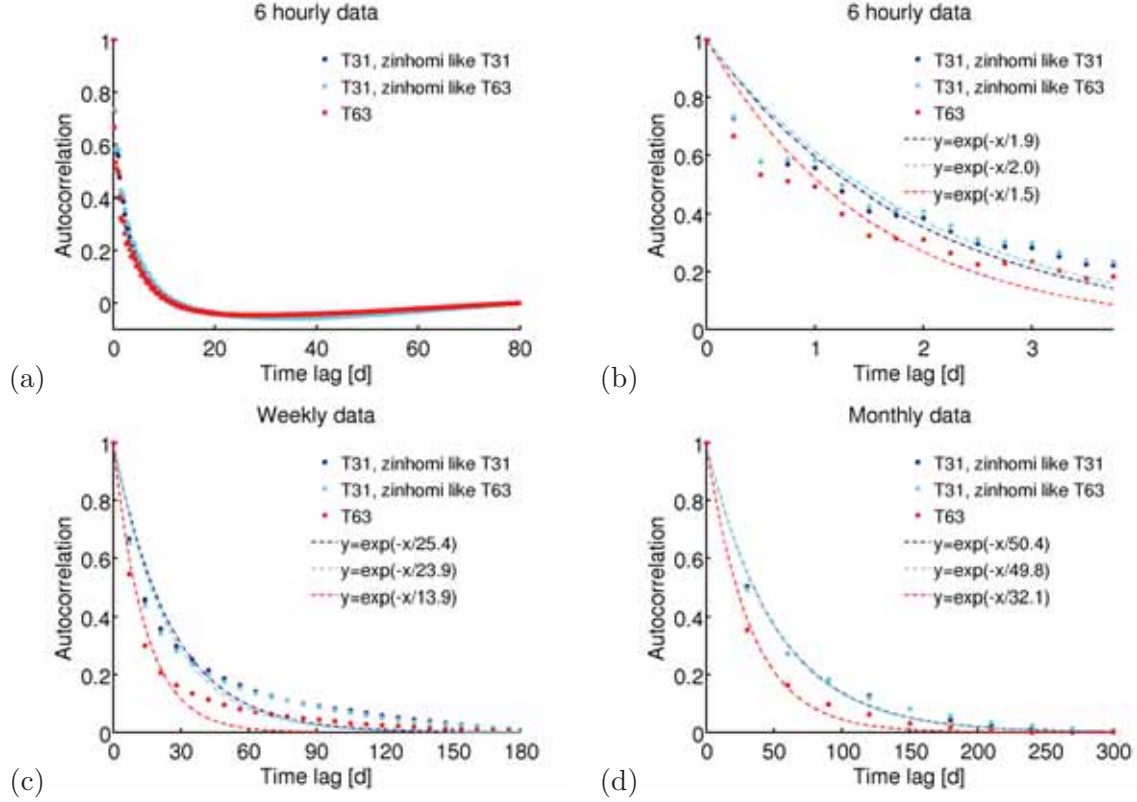 6 hourly data
1
0.8
0.6
0.4
0.2
0
Autocorrelation
T31, zinhomi like T31
T31, zinhomi like T63
T63
0 20 40 60 80
Time lag [d]
(a)
6 hourly data
1
0.8
0.6
0.4
0.2
0
Autocorrelation
T31, zinhomi like T31
T31, zinhomi like T63
T63
y=exp(-x/1.9)
y=exp(-x/2.0)
y=exp(-x/1.5)
0 1 2 3
Time lag [d]
(b)
Weekly data
1
0.8
0.6
0.4
0.2
0
Autocorrelation
T31, zinhomi like T31
T31, zinhomi like T63
T63
y=exp(-x/25.4)
y=exp(-x/23.9)
y=exp(-x/13.9)
0 30 60 90 120 150 180
Time lag [d]
(c)
Monthly data
1
0.8
0.6
0.4
0.2
0
Autocorrelation
T31, zinhomi like T31
T31, zinhomi like T63
T63
y=exp(-x/50.4)
y=exp(-x/49.8)
y=exp(-x/32.1)
0 50 100 150 200 250 300
Time lag [d]
(d)